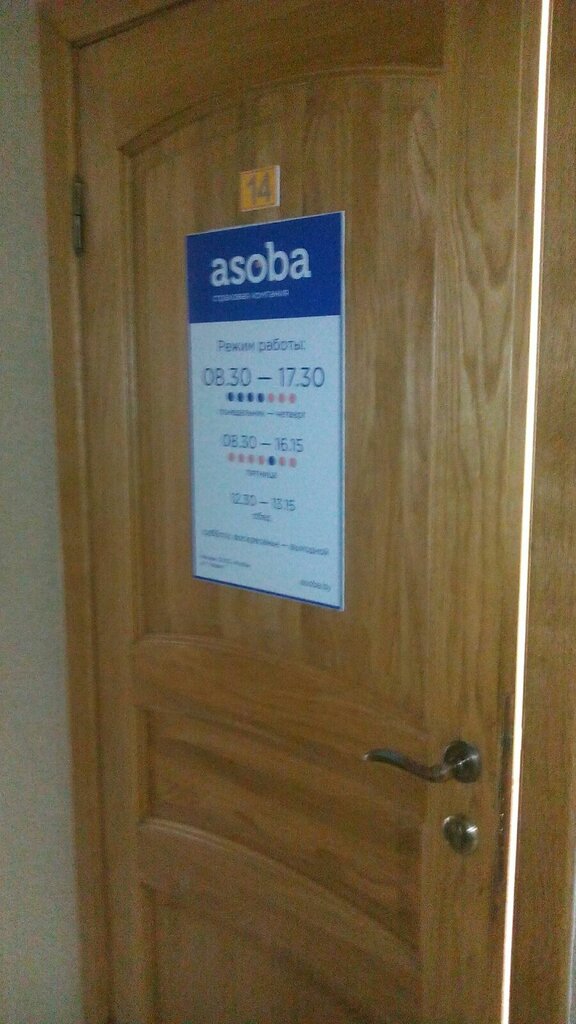 14
asoba
страховая компания
Режим работы:
08.30 — 17.30
понедельник — четверг
08.30 — 16.15
пятница
12.30 — 13.15
обед
суббота, воскресенье — выходной
asoba.by